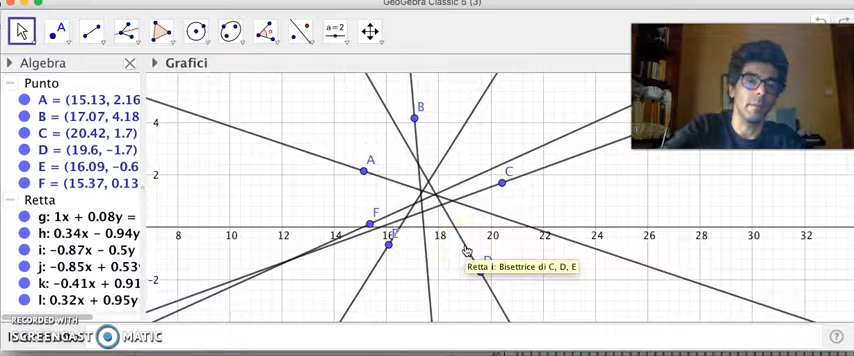 GeoGebra Classic 5 (3)
A
a=2
Algebra
Grafici
Punto
A = (15.13, 2.16
B = (17.07, 4.18
C = (20.42, 1.7)
D = (19.6, −1.7)
E = (16.09, −0.6
F = (15.37, 0.13
Retta
g: 1x + 0.08y =
h: 0.34x − 0.94y
i: −0.87x − 0.5y
j: −0.85x + 0.53
k: −0.41x + 0.91
l: 0.32x + 0.95y
B
4
A
C
2
F
E
8 10 12 14 16 18 20 22 24 26 28 30 32
D
Retta i: Bisettrice di C, D, E
−2
RECORDED WITH
SCREENCAST MATIC